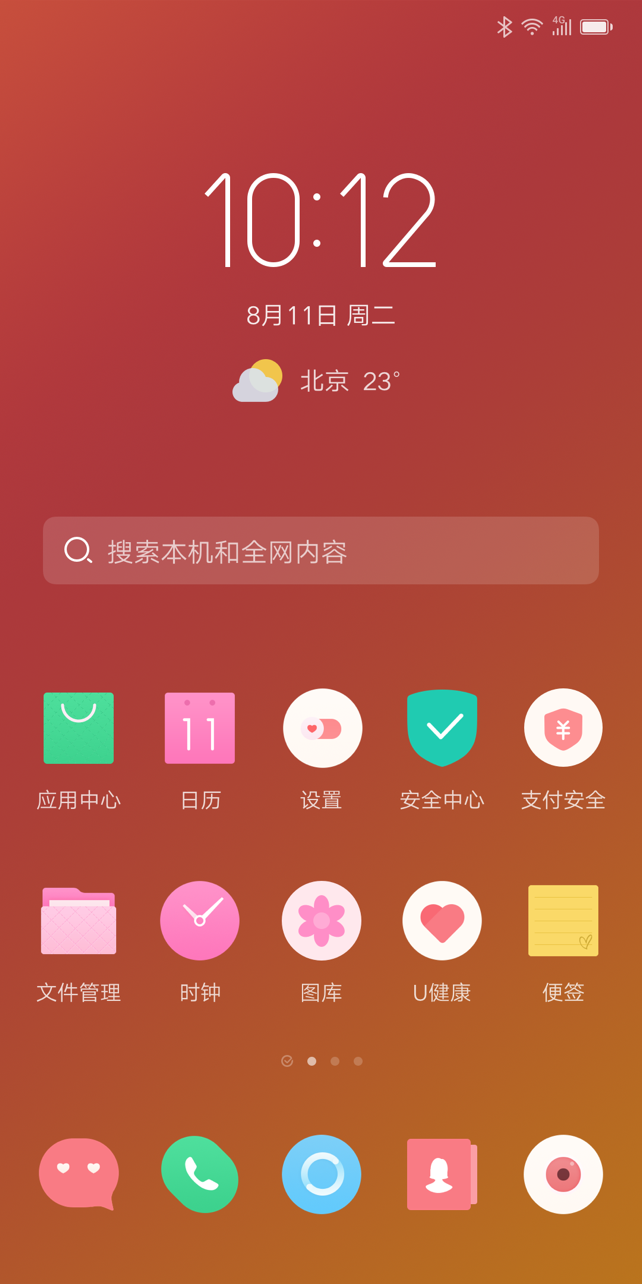 4G
10:12
8月11日 周二
北京 23°
搜索本机和全网内容
11
¥
应用中心 日历 设置 安全中心 支付安全
文件管理 时钟 图库 U健康 便签